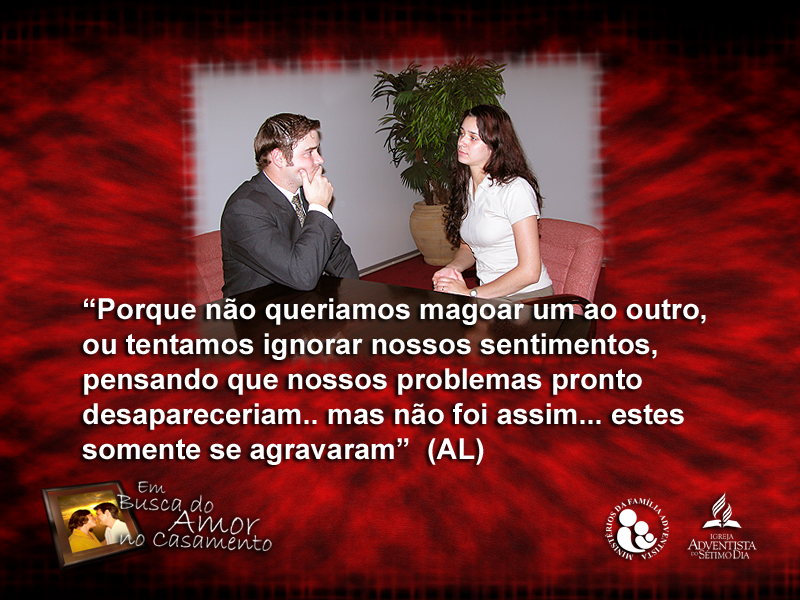 “Porque não queriamos magoar um ao outro,
ou tentamos ignorar nossos sentimentos,
pensando que nossos problemas pronto
desapareceriam.. mas não foi assim... estes
somente se agravaram” (AL)
Em
Busca do
Amor
no Casamento
MINISTÉRIOS DA FAMÍLIA ADVENTISTA
IGREJA
ADVENTISTA
DO SÉTIMO DIA